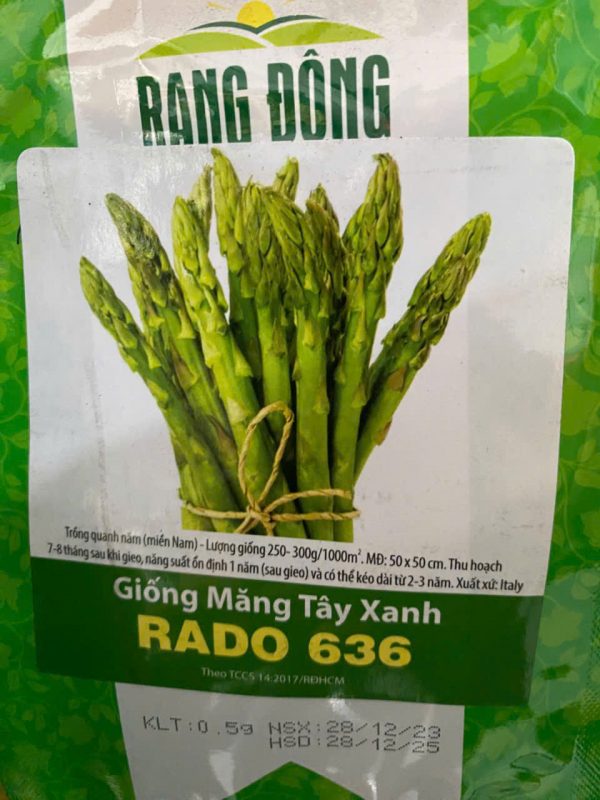 RẠNG ĐÔNG
Trồng quanh năm (miền Nam) - Lượng giống 250- 300g/1000m². MĐ: 50 x 50 cm. Thu hoạch
7-8 tháng sau khi gieo, năng suất ổn định 1 năm (sau gieo) và có thể kéo dài từ 2-3 năm. Xuất xứ: Italy
Giống Măng Tây Xanh
RADO 636
Theo TCCS 14:2017/RĐHCM
KLT:0.5g NSX:28/12/23
HSD:28/12/25